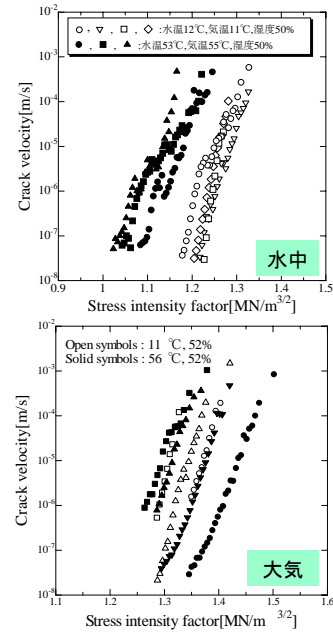 ○ , ▽ , □ , ◇ :水温12℃,気温11℃,湿度50%
● , ▲ , ■ :水温53℃,気温55℃,湿度50%
Crack velocity[m/s]
10-3
10-4
10-5
10-6
10-7
10-8
水中
0.9 1 1.1 1.2 1.3 1.4 1.5
Stress intensity factor[MN/m3/2]
Open symbols : 11 ℃, 52%
Solid symbols : 56 ℃, 52%
Crack velocity[m/s]
10-2
10-3
10-4
10-5
10-6
10-7
10-8
大気
1.1 1.2 1.3 1.4 1.5 1.6
Stress intensity factor[MN/m 3/2]